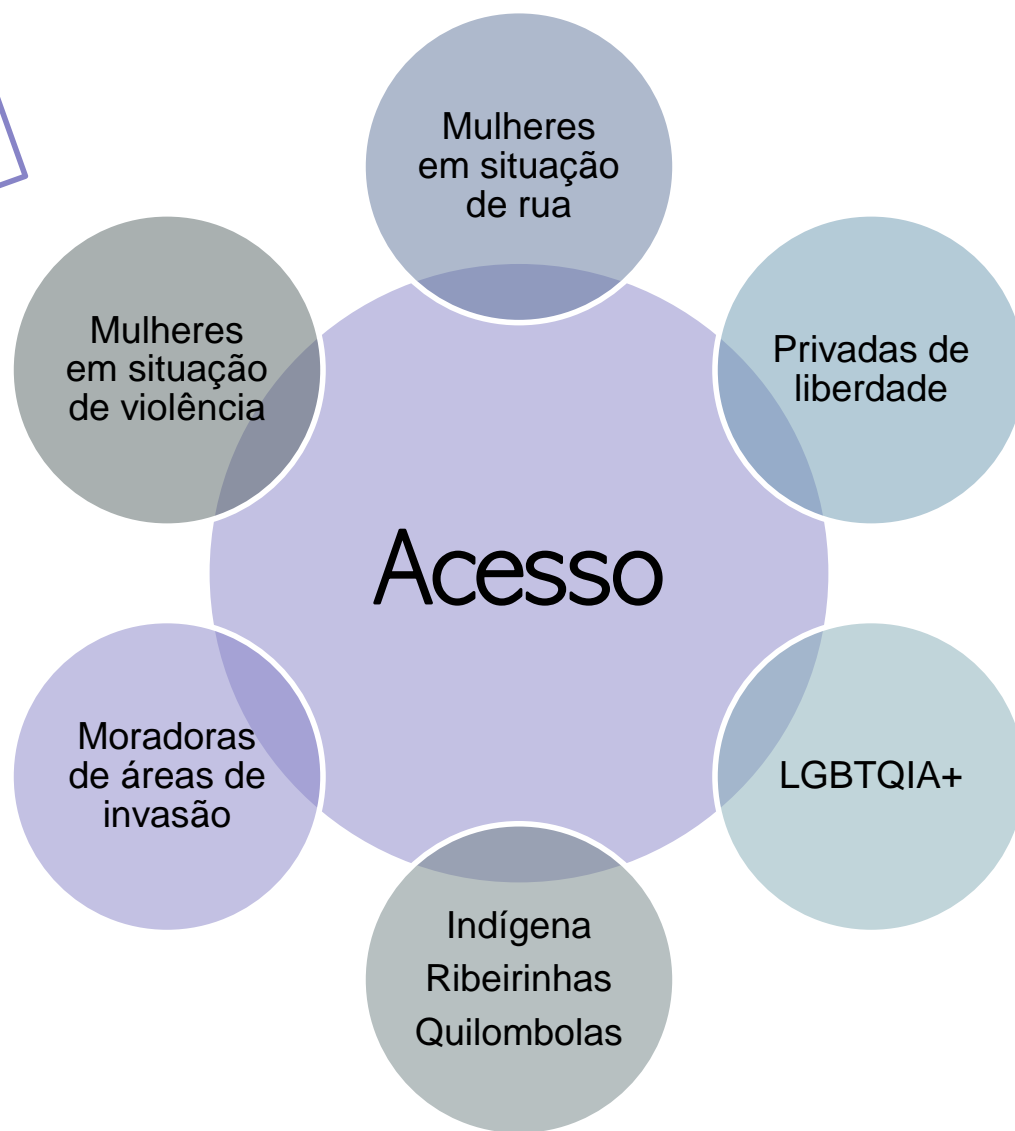 Mulheres
em situação
de rua
Mulheres
em situação
de violência
Privadas de
liberdade
Acesso
Moradoras
de áreas de
invasão
LGBTQIA+
Indígena
Ribeirinhas
Quilombolas